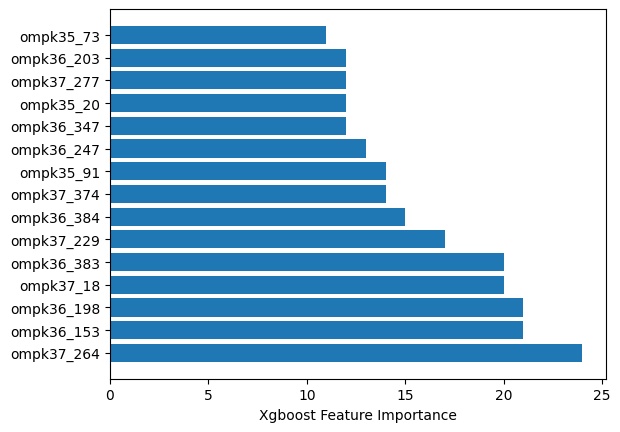 ompk35_73
ompk36_203
ompk37_277
ompk35_20
ompk36_347
ompk36_247
ompk35_91
ompk37_374
ompk36_384
ompk37_229
ompk36_383
ompk37_18
ompk36_198
ompk36_153
ompk37_264
0 5 10 15 20 25
Xgboost Feature Importance